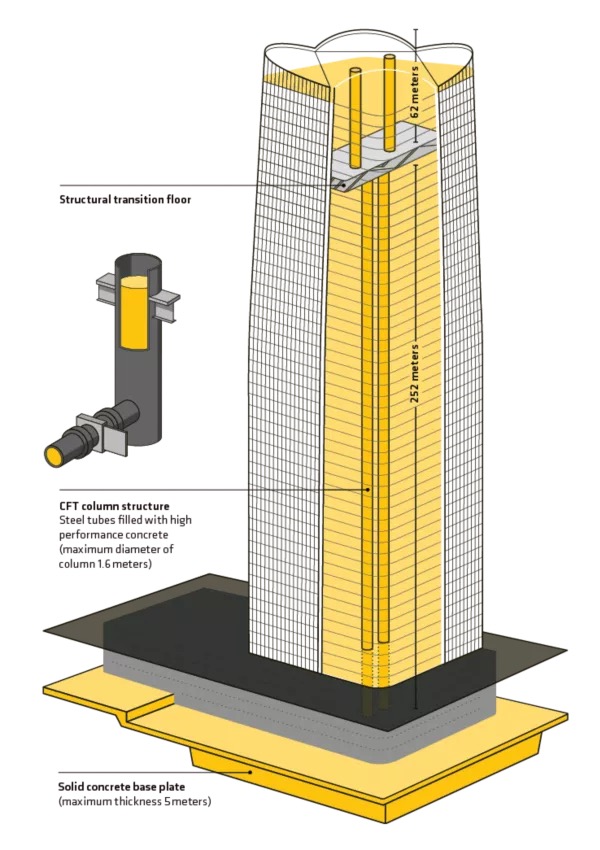 62 meters
Structural transition floor
252 meters
CFT column structure
Steel tubes filled with high
performance concrete
(maximum diameter of
column 1.6 meters)
Solid concrete base plate
(maximum thickness 5 meters)